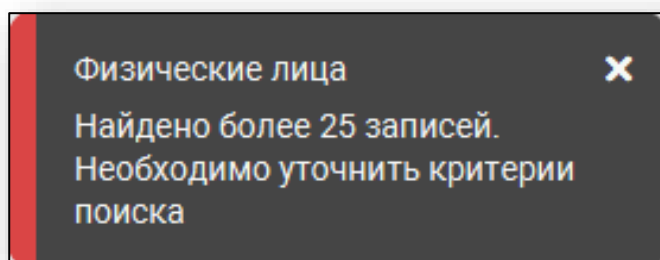 Физические лица
Найдено более 25 записей.
Необходимо уточнить критерии
поиска